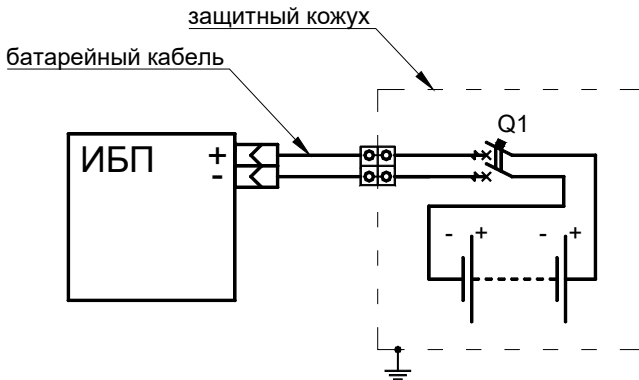 защитный кожух
батарейный кабель
Q1
ИБП +
-
- + - +